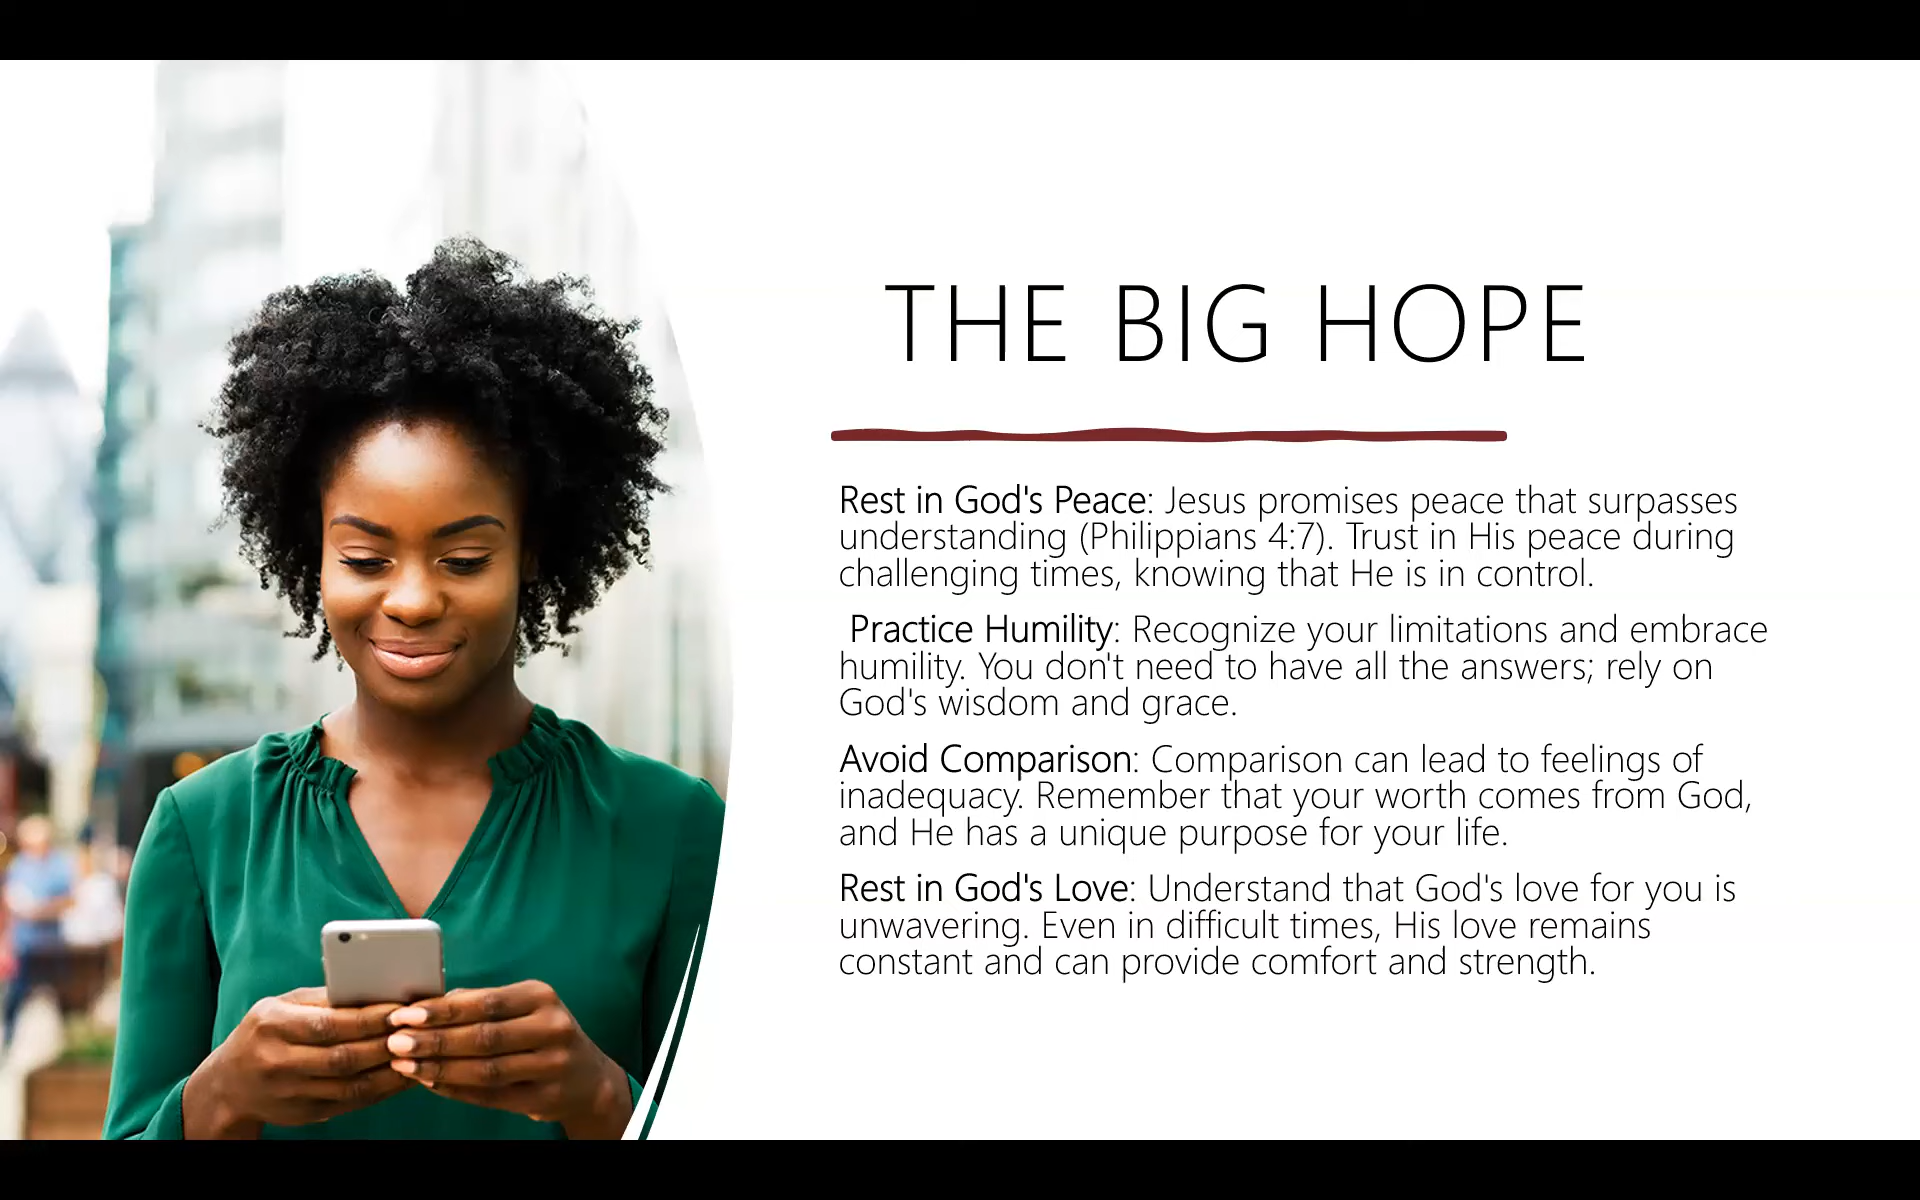 THE BIG HOPE
Rest in God's Peace: Jesus promises peace that surpasses
understanding (Philippians 4:7). Trust in His peace during
challenging times, knowing that He is in control.
Practice Humility: Recognize your limitations and embrace
humility. You don't need to have all the answers; rely on
God's wisdom and grace.
Avoid Comparison: Comparison can lead to feelings of
inadequacy. Remember that your worth comes from God,
and He has a unique purpose for your life.
Rest in God's Love: Understand that God's love for you is
unwavering. Even in difficult times, His love remains
constant and can provide comfort and strength.